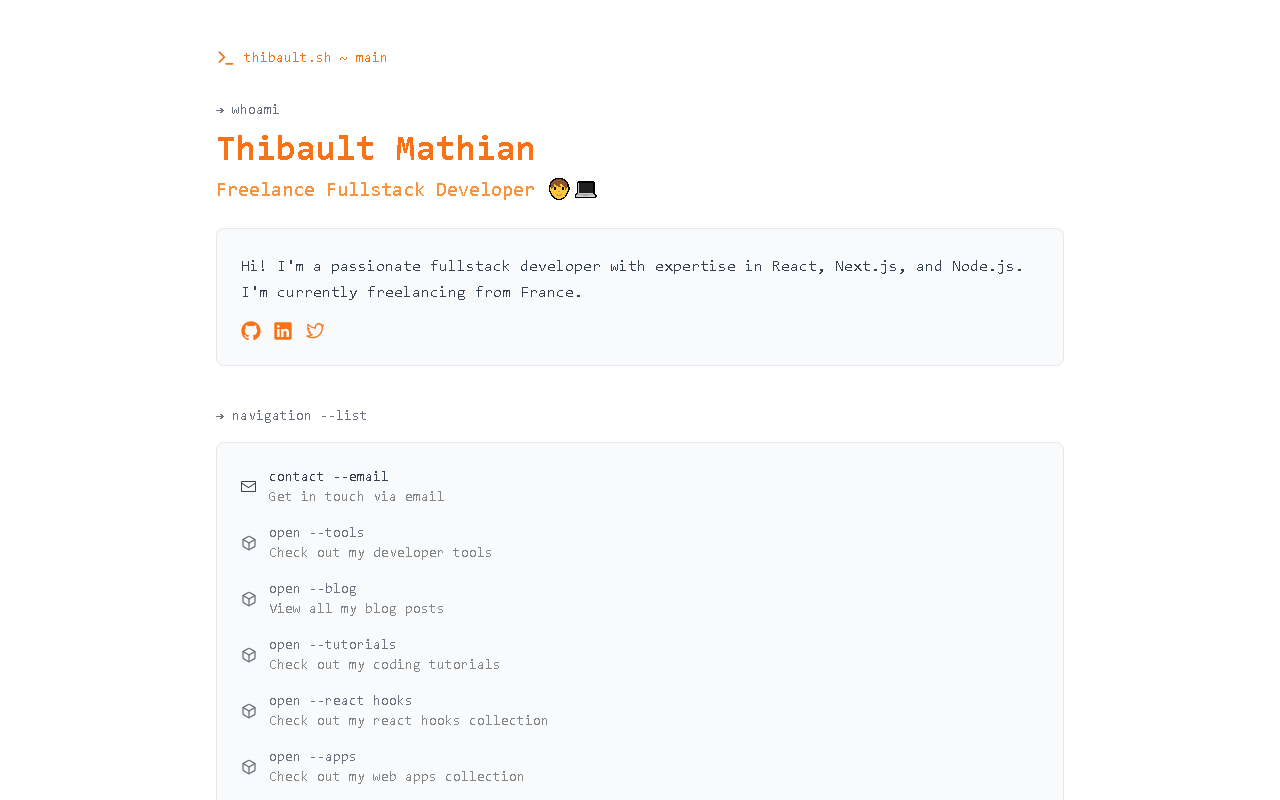 thibault.sh ~ main
→ whoami
Thibault Mathian
Freelance Fullstack Developer 🧑‍💻
Hi! I'm a passionate fullstack developer with expertise in React, Next.js, and Node.js.
I'm currently freelancing from France.
→ navigation --list
contact --email
Get in touch via email
open --tools
Check out my developer tools
open --blog
View all my blog posts
open --tutorials
Check out my coding tutorials
open --react hooks
Check out my react hooks collection
open --apps
Check out my web apps collection